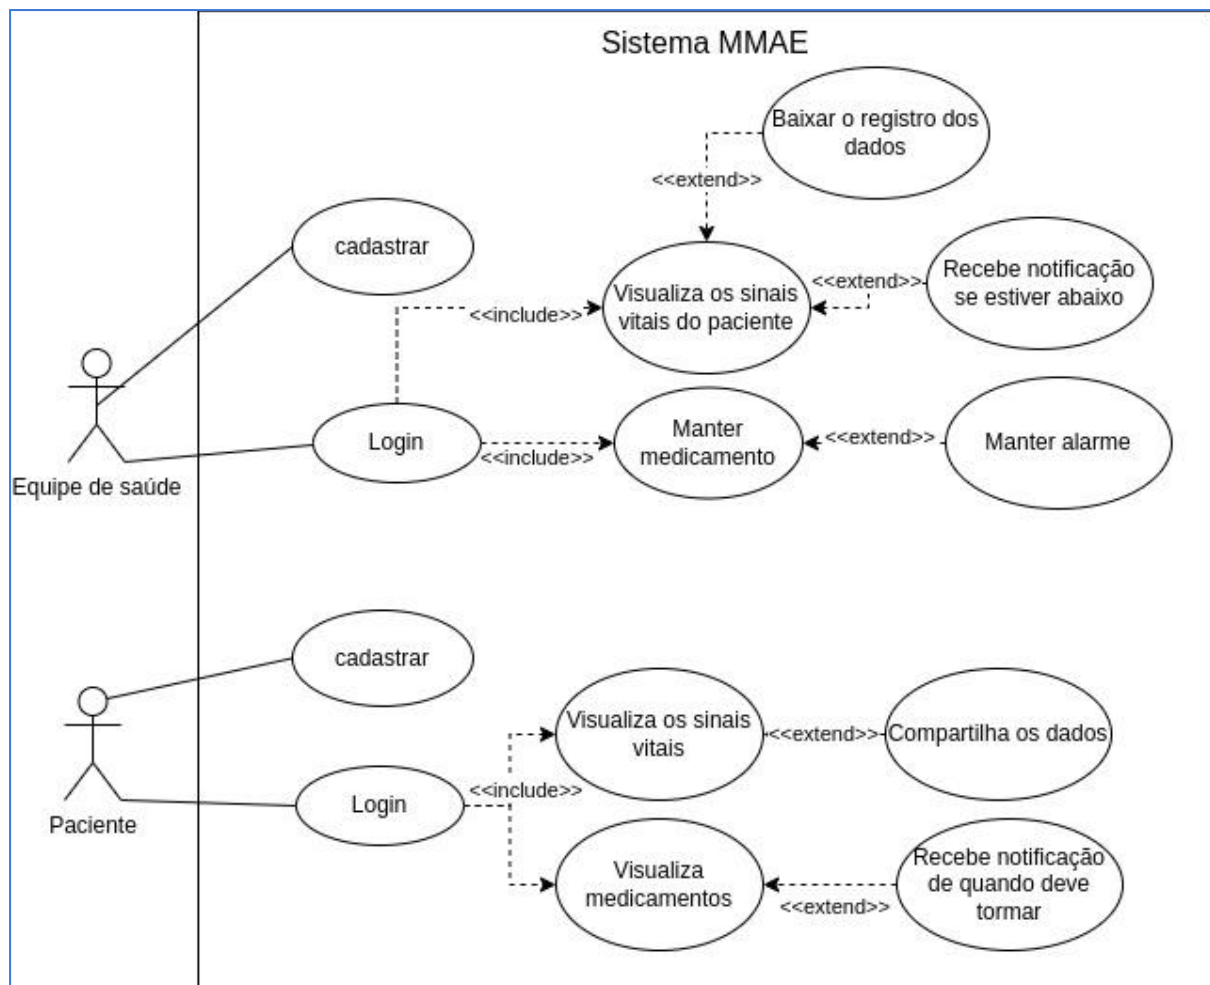 Sistema MMAE
Baixar o registro dos
dados
<<extend>>
cadastrar
Recebe notificação
se estiver abaixo
<<extend>>
Visualiza os sinais
vitais do paciente
<<include>>
Login
<<include>>
Manter
medicamento
<<extend>>
Manter alarme
Equipe de saúde
cadastrar
Visualiza os sinais
vitais
<<extend>>
Compartilha os dados
<<include>>
Login
Paciente
Visualiza
medicamentos
<<extend>>
Recebe notificação
de quando deve
tormar